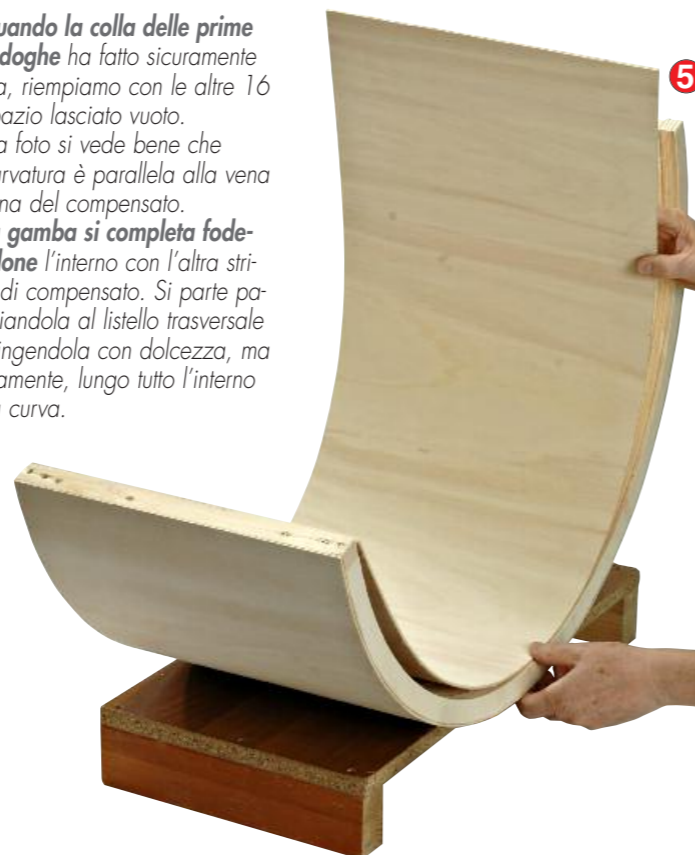 uando la colla delle prime
doghe ha fatto sicuramente
a, riempiamo con le altre 16
pazio lasciato vuoto.
a foto si vede bene che
urvatura è parallela alla vena
na del compensato.
a gamba si completa fode-
done l'interno con l'altra stri-
di compensato. Si parte pa-
iandola al listello trasversale
ingendola con dolcezza, ma
amente, lungo tutto l'interno
a curva.
5